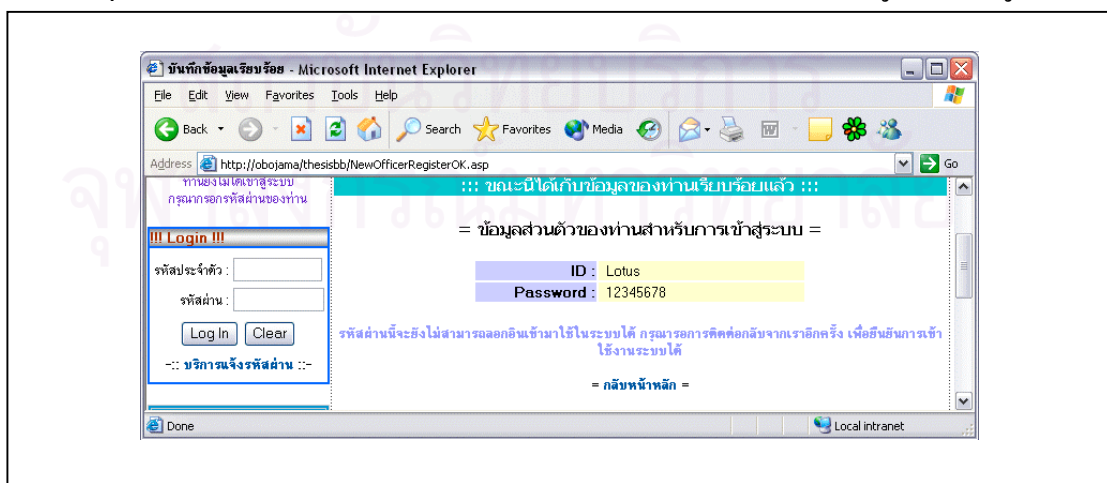 บันทึกข้อมูลเรียบร้อย - Microsoft Internet Explorer
File Edit View Favorites Tools Help
Back Search Favorites Media
Address http://obojama/thesisbb/NewOfficerRegisterOK.asp Go
ท่านยังไม่ได้เข้าสู่ระบบ
กรุณากรอกรหัสผ่านของท่าน
!!! Login !!!
รหัสประจำตัว :
รหัสผ่าน :
Log In Clear
-:: บริการแจ้งรหัสผ่าน ::-
::: ขณะนี้ได้เก็บข้อมูลของท่านเรียบร้อยแล้ว :::
= ข้อมูลส่วนตัวของท่านสำหรับการเข้าสู่ระบบ =
ID : Lotus
Password : 12345678
รหัสผ่านนี้จะยังไม่สามารถลอกอินเข้ามาใช้ในระบบได้ กรุณารอการติดต่อกลับจากเราอีกครั้ง เพื่อยืนยันการเข้า
ใช้งานระบบได้
= กลับหน้าหลัก =
Done Local intranet